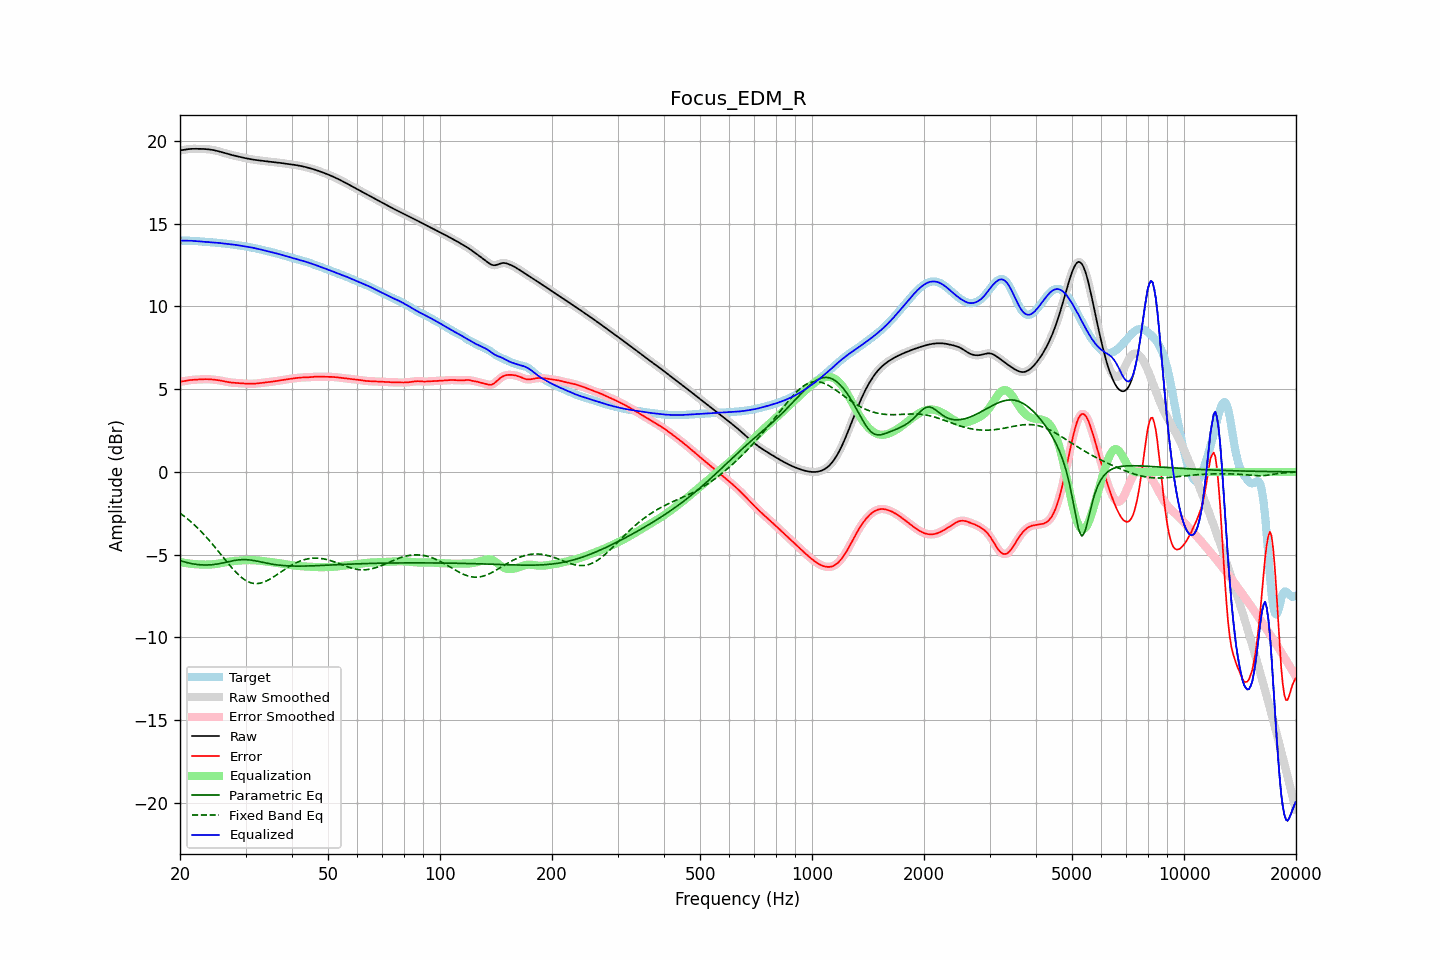 Focus_EDM_R
Amplitude (dBr)
20
15
10
5
0
−5
−10
−15
−20
Target
Raw Smoothed
Error Smoothed
Raw
Error
Equalization
Parametric Eq
Fixed Band Eq
Equalized
20 50 100 200 500 1000 2000 5000 10000 20000
Frequency (Hz)